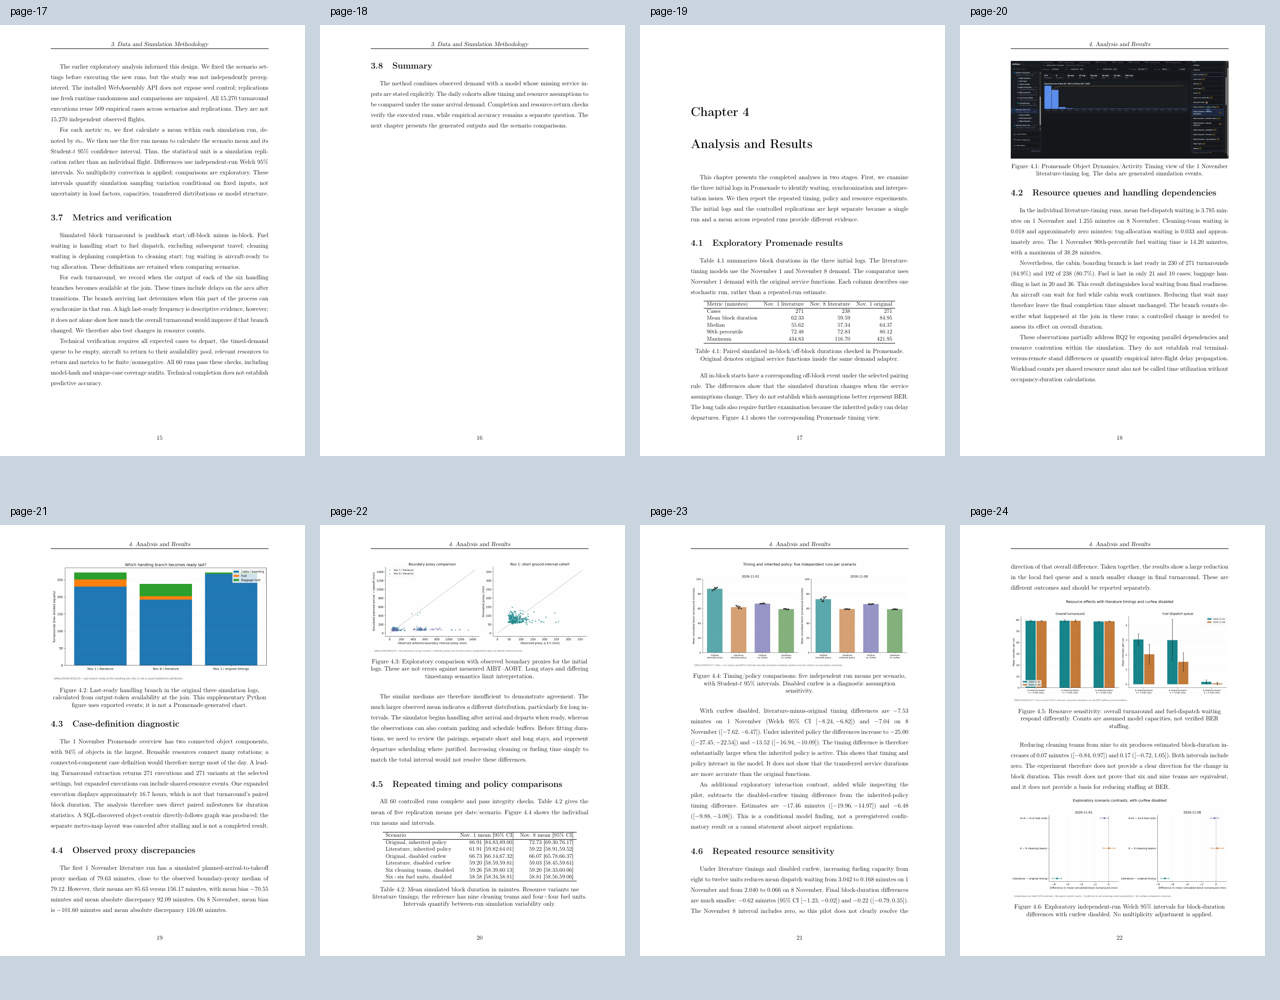 page-17
3. Data and Simulation Methodology
The earlier exploratory analysis informed this design. We fixed the scenario set-
tings before executing the new runs, but the study was not independently prereg-
istered. The installed WebAssembly API does not expose seed control; replications
use fresh runtime randomness and comparisons are unpaired. All 15,270 turnaround
executions reuse 509 empirical cases across scenarios and replications. They are not
15,270 independent observed flights.
For each metric m, we first calculate a mean within each simulation run, de-
We then use the five run means to calculate the scenario mean and its
Student-t 95% confidence interval. Thus, the statistical unit is a simulation repli-
cation rather than an individual flight. Differences use independent-run Welch 95%
intervals. No multiplicity correction is applied; comparisons are exploratory. These
intervals quantify simulation sampling variation conditional on fixed inputs, not
uncertainty in load factors, capacities, transferred distributions or model structure.
3.7 Metrics and verification
Simulated block turnaround is pushback start/off-block minus in-block. Fuel
waiting is handling start to fuel dispatch, excluding subsequent travel; cleaning
waiting is deplaning completion to cleaning start; tug waiting is aircraft-ready to
tug allocation. These definitions are retained when comparing scenarios.
For each turnaround, we record when the output of each of the six handling
branches becomes available at the join. These times include delays on the arcs after
transitions. The branch arriving last determines when this part of the process can
synchronize in that run. A high last-ready frequency is descriptive evidence, however;
it does not alone show how much the overall turnaround would improve if that branch
changed. We therefore also test changes in resource counts.
Technical verification requires all expected cases to depart, the timed-demand
queue to be empty, aircraft to return to their availability pool, relevant resources to
return and metrics to be finite/nonnegative. All 60 runs pass these checks, including
model-hash and unique-case coverage audits. Technical completion does not establish
predictive accuracy.
15
page-18
3. Data and Simulation Methodology
3.8 Summary
The method combines observed demand with a model whose missing service in-
puts are stated explicitly. The daily cohorts allow timing and resource assumptions to
be compared under the same arrival demand. Completion and resource-return checks
verify the executed runs, while empirical accuracy remains a separate question. The
next chapter presents the generated outputs and the scenario comparisons.
16
page-19
Chapter 4
Analysis and Results
This chapter presents the completed analyses in two stages. First, we examine
the three initial logs in Promenade to identify waiting, synchronization and interpre-
tation issues. We then report the repeated timing, policy and resource experiments.
The initial logs and the controlled replications are kept separate because a single
run and a mean across repeated runs provide different evidence.
4.1 Exploratory Promenade results
Table 4.1 summarizes block durations in the three initial logs. The literature-
timing models use the November 1 and November 8 demand. The comparator uses
November 1 demand with the original service functions. Each column describes one
stochastic run, rather than a repeated-run estimate.
Metric (minutes) Nov. 1 literature Nov. 8 literature Nov. 1 original
Cases 271 238 271
Mean block duration 62.33 59.59 84.95
Median 55.62 57.34 64.37
90th percentile 72.48 72.83 80.12
Maximum 434.83 116.70 421.95
Table 4.1: Paired simulated in-block/off-block durations checked in Promenade.
Original denotes original service functions inside the same demand adapter.
All in-block starts have a corresponding off-block event under the selected pairing
rule. The differences show that the simulated duration changes when the service
assumptions change. They do not establish which assumptions better represent BER.
The long tails also require further examination because the inherited policy can delay
departures. Figure 4.1 shows the corresponding Promenade timing view.
17
page-20
4. Analysis and Results
Figure 4.1: Promenade Object Dynamics/Activity Timing view of the 1 November
literature-timing log. The data are generated simulation events.
4.2 Resource queues and handling dependencies
In the individual literature-timing runs, mean fuel-dispatch waiting is 3.785 min-
utes on 1 November and 1.255 minutes on 8 November. Cleaning-team waiting is
0.018 and approximately zero minutes; tug-allocation waiting is 0.033 and approx-
imately zero. The 1 November 90th-percentile fuel waiting time is 14.20 minutes,
with a maximum of 38.28 minutes.
Nevertheless, the cabin/boarding branch is last ready in 230 of 271 turnarounds
(84.9%) and 192 of 238 (80.7%). Fuel is last in only 21 and 10 cases; baggage han-
dling is last in 20 and 36. This result distinguishes local waiting from final readiness.
An aircraft can wait for fuel while cabin work continues. Reducing that wait may
therefore leave the final completion time almost unchanged. The branch counts de-
scribe what happened at the join in these runs; a controlled change is needed to
assess its effect on overall duration.
These observations partially address RQ2 by exposing parallel dependencies and
resource contention within the simulation. They do not establish real terminal-
versus-remote stand differences or quantify empirical inter-flight delay propagation.
Workload counts per shared resource must also not be called time utilization without
occupancy-duration calculations.
18
page-21
4. Analysis and Results
Which handling branch becomes ready last?
Nov 1 / literature
Nov 8 / literature
Nov 1 / original timings
Figure 4.2: Last-ready handling branch in the original three simulation logs,
calculated from output-token availability at the join. This supplementary Python
figure uses exported events; it is not a Promenade-generated chart.
4.3 Case-definition diagnostic
The 1 November Promenade overview has two connected object components,
with 94% of objects in the largest. Reusable resources connect many rotations; a
connected-component case definition would therefore merge most of the day. A lead-
ing Turnaround extraction returns 271 executions and 271 variants at the selected
settings, but expanded executions can include shared-resource events. One expanded
execution displays approximately 16.7 hours, which is not that turnaround's paired
block duration. The analysis therefore uses direct paired milestones for duration
statistics. A SQL-discovered object-centric directly-follows graph was produced; the
separate metro-map layout was canceled after stalling and is not a completed result.
4.4 Observed proxy discrepancies
The first 1 November literature run has a simulated planned-arrival-to-takeoff
proxy median of 79.63 minutes, close to the observed boundary-proxy median of
79.12. However, their means are 85.63 versus 156.17 minutes, with mean bias −70.55
minutes and mean absolute discrepancy 92.09 minutes. On 8 November, mean bias
is −101.60 minutes and mean absolute discrepancy 116.00 minutes.
19
page-22
4. Analysis and Results
Boundary proxy comparison
Nov 1: short ground-interval cohort
Figure 4.3: Exploratory comparison with observed boundary proxies for the initial
logs. These are not errors against measured AIBT–AOBT. Long stays and differing
timestamp semantics limit interpretation.
The similar medians are therefore insufficient to demonstrate agreement. The
much larger observed mean indicates a different distribution, particularly for long in-
tervals. The simulator begins handling after arrival and departs when ready, whereas
the observations can also contain parking and schedule buffers. Before fitting dura-
tions, we need to review the pairings, separate short and long stays, and represent
departure scheduling where justified. Increasing cleaning or fueling time simply to
match the total interval would not resolve these differences.
4.5 Repeated timing and policy comparisons
All 60 controlled runs complete and pass integrity checks. Table 4.2 gives the
mean of five replication means per date/scenario. Figure 4.4 shows the individual
run means and intervals.
Scenario Nov. 1 mean [95% CI] Nov. 8 mean [95% CI]
Original, inherited policy 86.91 [84.83,89.00] 72.73 [69.30,76.17]
Literature, inherited policy 61.91 [59.82,64.01] 59.22 [58.91,59.52]
Original, disabled curfew 66.73 [66.14,67.32] 66.07 [65.78,66.37]
Literature, disabled curfew 59.20 [58.59,59.81] 59.03 [58.45,59.61]
Six cleaning teams, disabled 59.26 [58.39,60.13] 59.20 [58.33,60.06]
Six+six fuel units, disabled 58.58 [58.34,58.81] 58.81 [58.56,59.06]
Table 4.2: Mean simulated block duration in minutes. Resource variants use
literature timings; the reference has nine cleaning teams and four+four fuel units.
Intervals quantify between-run simulation variability only.
20
page-23
4. Analysis and Results
Timing and inherited policy: five independent runs per scenario
2026-11-01
2026-11-08
Figure 4.4: Timing/policy comparisons: five independent run means per scenario,
with Student-t 95% intervals. Disabled curfew is a diagnostic assumption
sensitivity.
With curfew disabled, literature-minus-original timing differences are −7.53
minutes on 1 November (Welch 95% CI [−8.24, −6.82]) and −7.04 on 8
November ([−7.62, −6.47]). Under inherited policy the differences increase to −25.00
([−27.45, −22.54]) and −13.52 ([−16.94, −10.09]). The timing difference is therefore
substantially larger when the inherited policy is active. This shows that timing and
policy interact in the model. It does not show that the transferred service durations
are more accurate than the original functions.
An additional exploratory interaction contrast, added while inspecting the
pilot, subtracts the disabled-curfew timing difference from the inherited-policy
timing difference. Estimates are −17.46 minutes ([−19.96, −14.97]) and −6.48
([−9.88, −3.08]). This is a conditional model finding, not a preregistered confir-
matory result or a causal statement about airport regulations.
4.6 Repeated resource sensitivity
Under literature timings and disabled curfew, increasing fueling capacity from
eight to twelve units reduces mean dispatch waiting from 3.042 to 0.168 minutes on 1
November and from 2.040 to 0.066 on 8 November. Final block-duration differences
are much smaller: −0.62 minutes (95% CI [−1.23, −0.02]) and −0.22 ([−0.79, 0.35]).
The November 8 interval includes zero, so this pilot does not clearly resolve the
21
page-24
4. Analysis and Results
direction of that overall difference. Taken together, the results show a large reduction
in the local fuel queue and a much smaller change in final turnaround. These are
different outcomes and should be reported separately.
Resource effects with literature timings and curfew disabled
Overall turnaround
Fuel dispatch queue
Figure 4.5: Resource sensitivity: overall turnaround and fuel-dispatch waiting
respond differently. Counts are assumed model capacities, not verified BER
staffing.
Reducing cleaning teams from nine to six produces estimated block-duration in-
creases of 0.07 minutes ([−0.84, 0.97]) and 0.17 ([−0.72, 1.05]). Both intervals include
zero. The experiment therefore does not provide a clear direction for the change in
block duration. This result does not prove that six and nine teams are equivalent,
and it does not provide a basis for reducing staffing at BER.
Exploratory scenario contrasts, with curfew disabled
2026-11-01
2026-11-08
Figure 4.6: Exploratory independent-run Welch 95% intervals for block-duration
differences with curfew disabled. No multiplicity adjustment is applied.
22